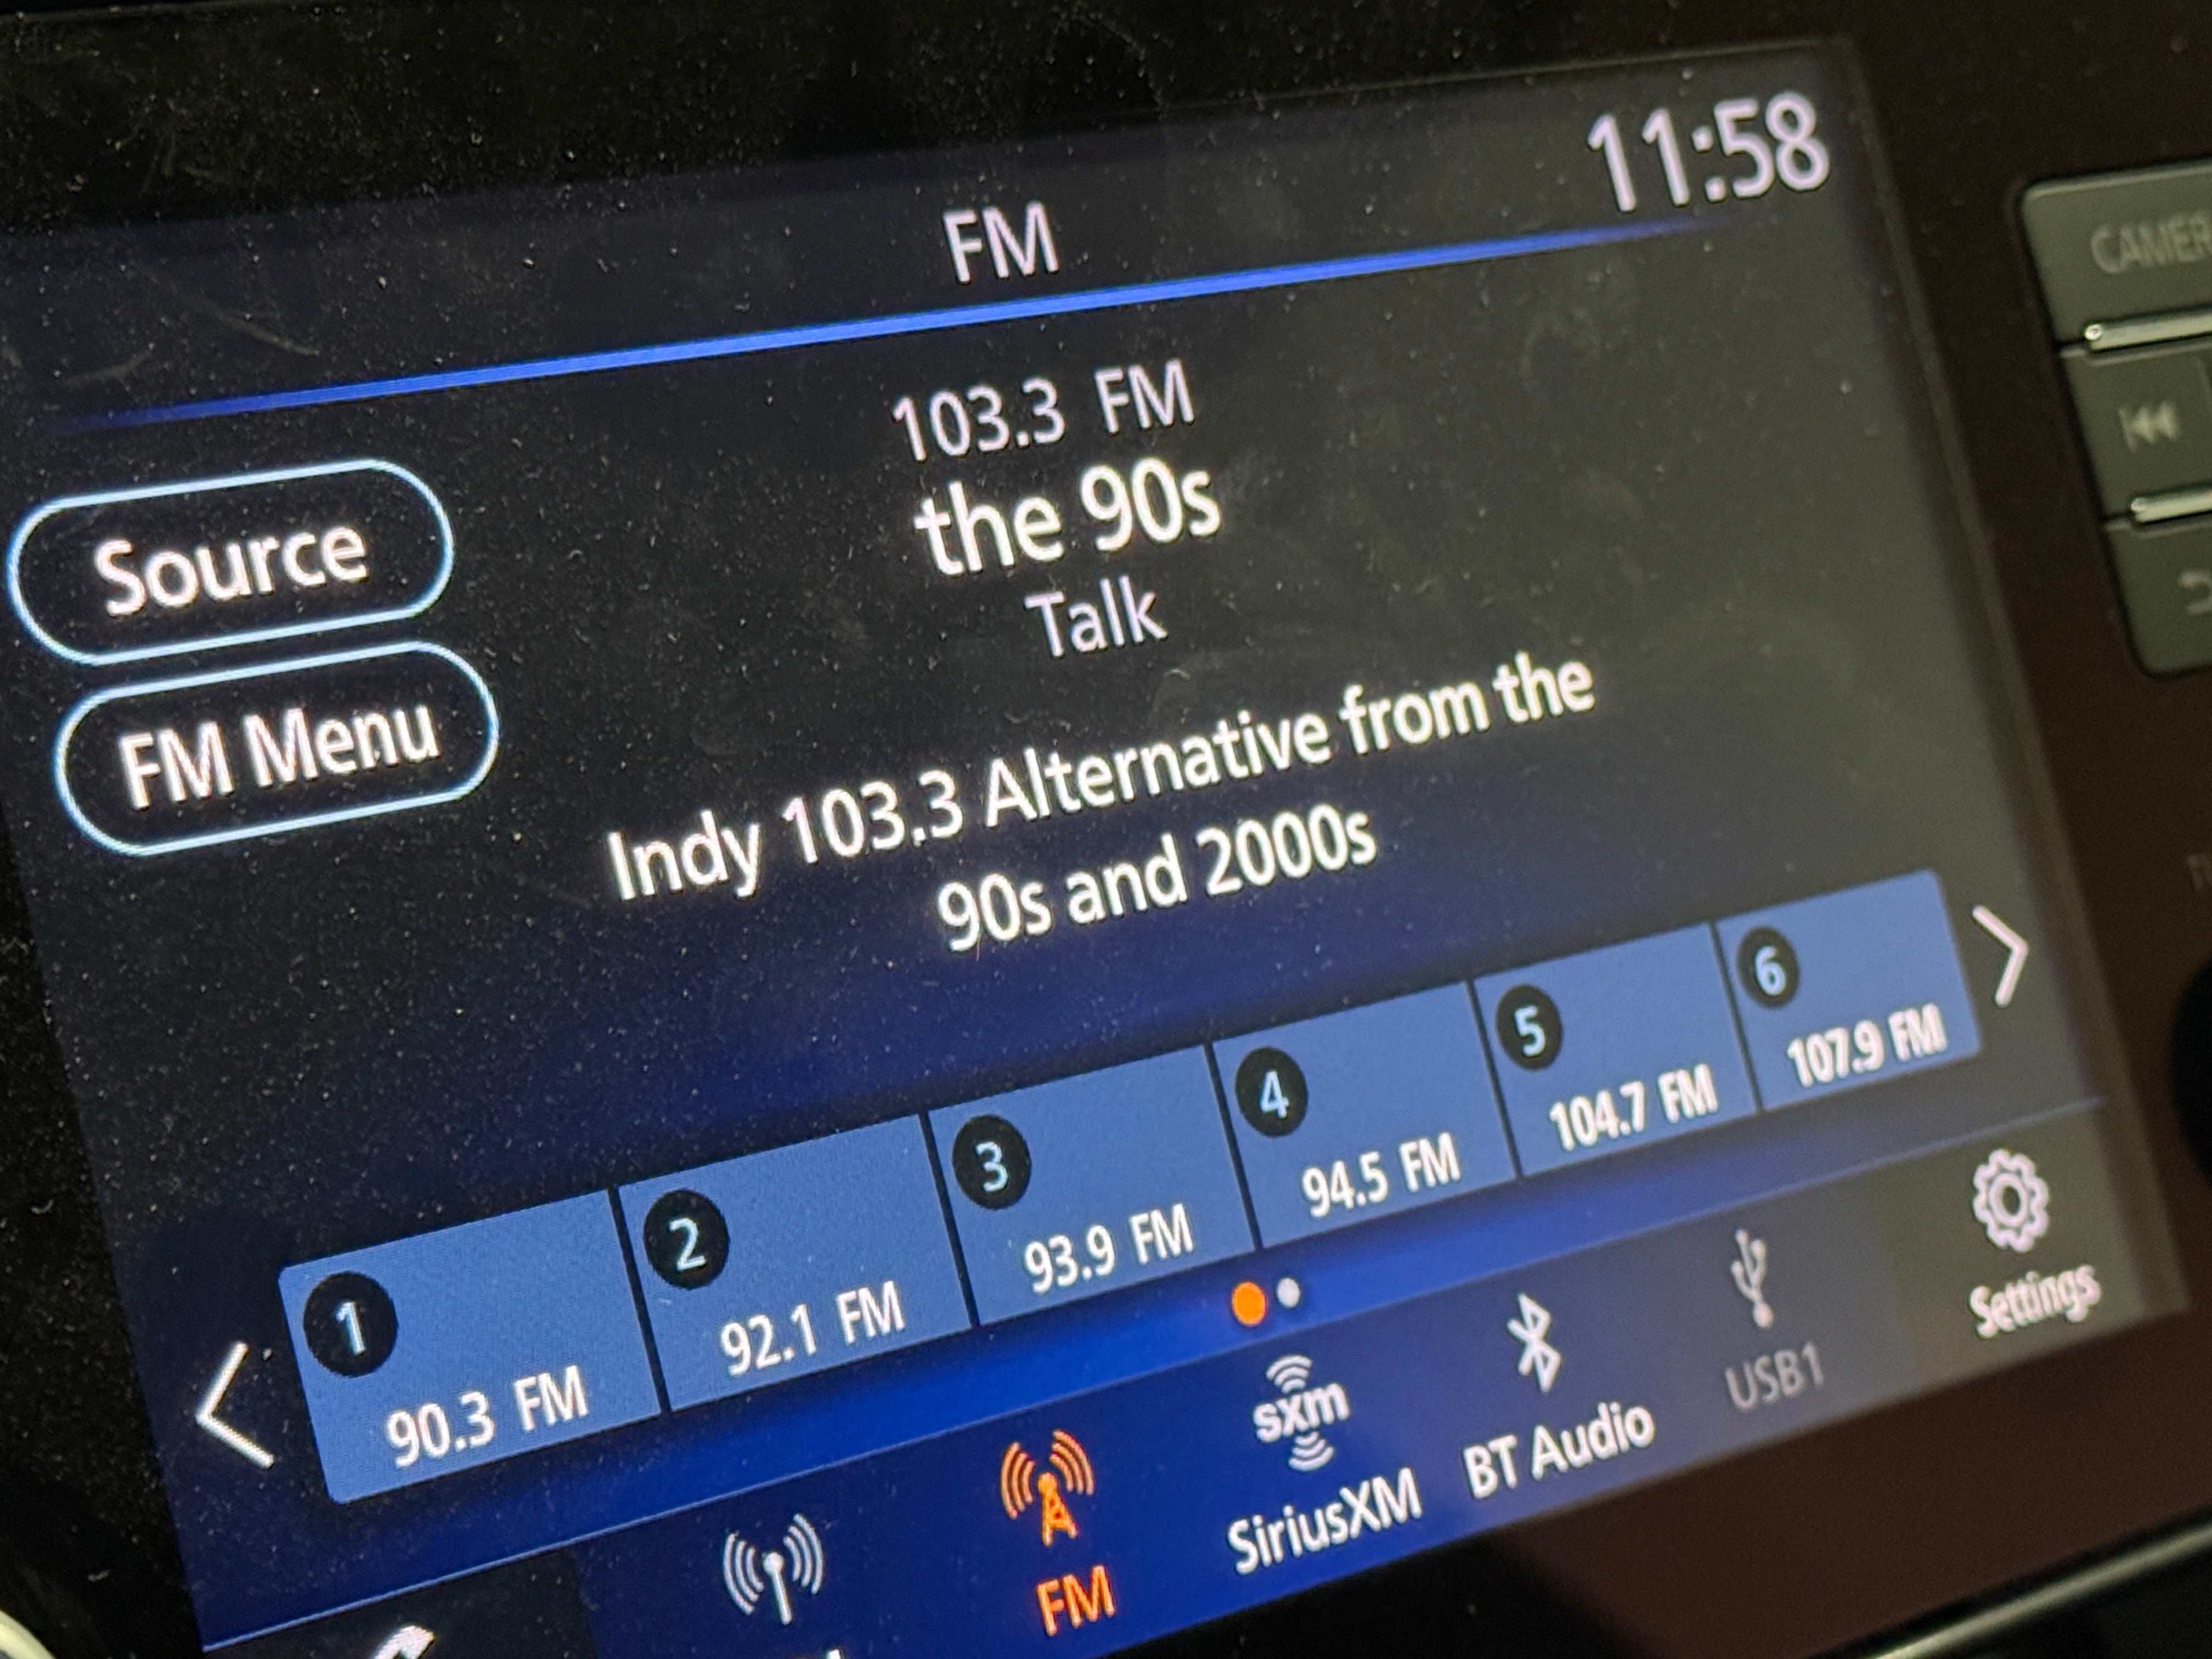 11:58
FM
103.3 FM
the 90s
Talk
Source
FM Menu
Indy 103.3 Alternative from the
90s and 2000s
1
90.3 FM
2
92.1 FM
3
93.9 FM
4
94.5 FM
5
104.7 FM
6
107.9 FM
FM
sxm
SiriusXM
BT Audio
USB1
Settings